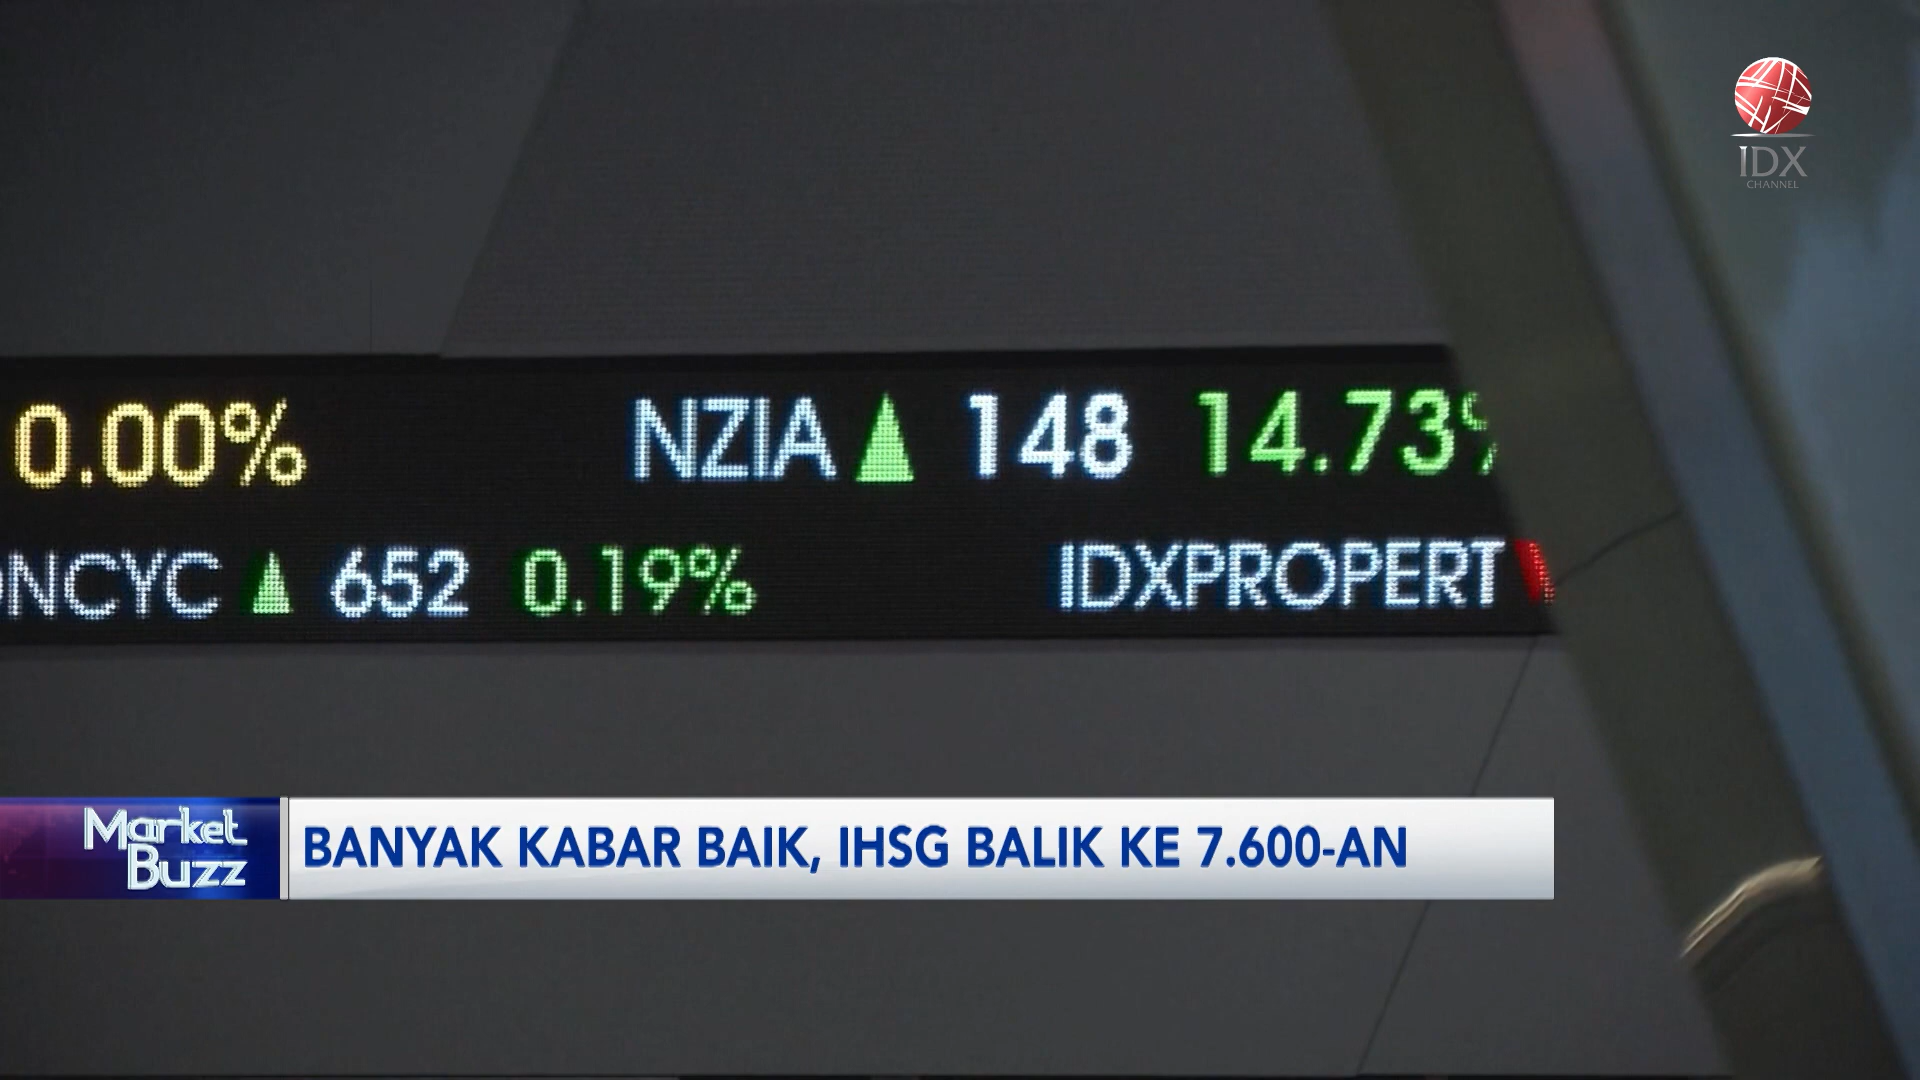 IDX
CHANNEL
0.00% NZIA ▲ 148 14.73%
NCYC ▲ 652 0.19% IDXPROPERT
Market
Buzz
BANYAK KABAR BAIK, IHSG BALIK KE 7.600-AN